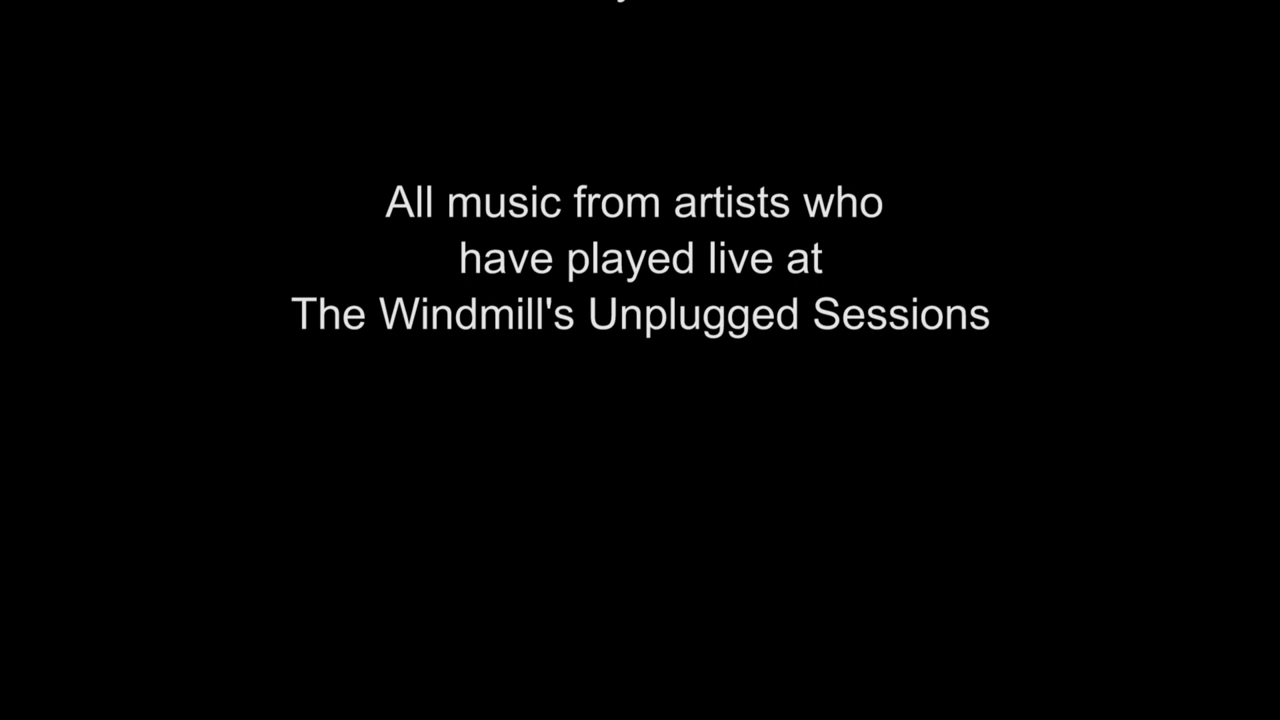 All music from artists who
have played live at
The Windmill's Unplugged Sessions